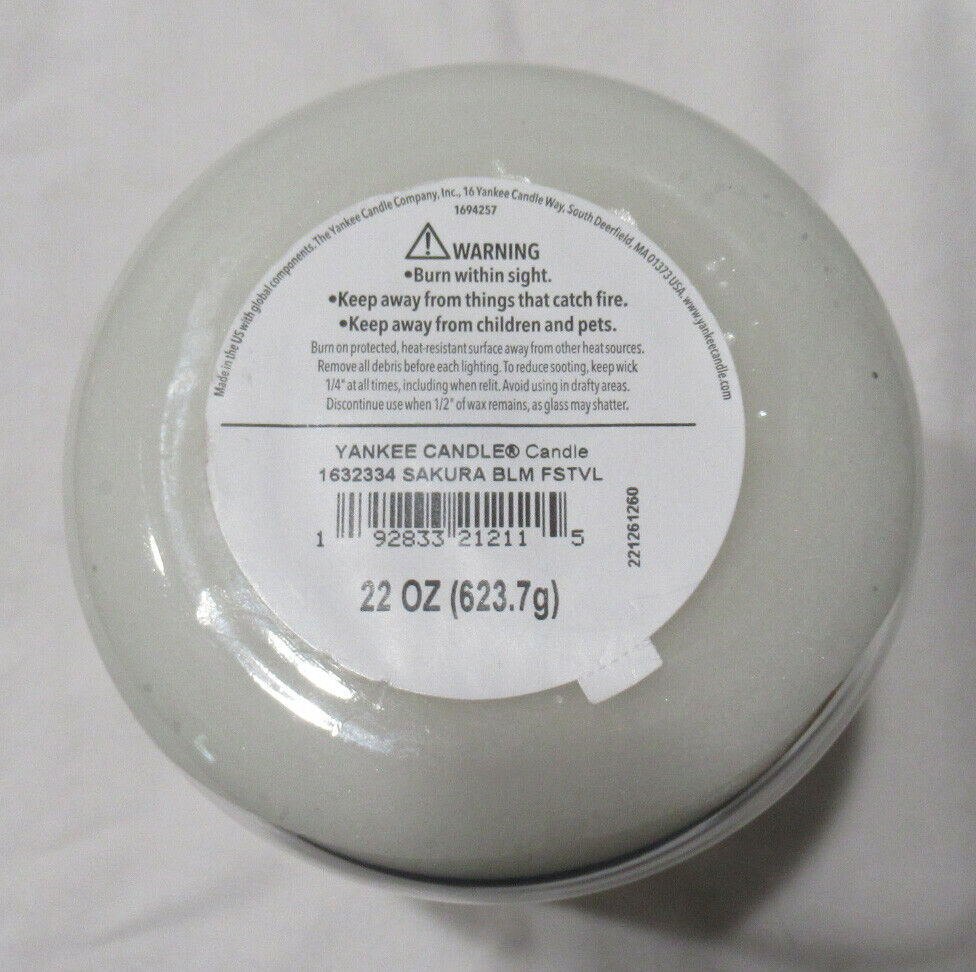 Made in the US with global components. The Yankee Candle Company, Inc., 16 Yankee Candle Way, South Deerfield, MA 01373 USA. www.yankeecandle.com
1694257
WARNING
•Burn within sight.
•Keep away from things that catch fire.
•Keep away from children and pets.
Burn on protected, heat-resistant surface away from other heat sources.
Remove all debris before each lighting. To reduce sooting, keep wick
1/4" at all times, including when relit. Avoid using in drafty areas.
Discontinue use when 1/2" of wax remains, as glass may shatter.
YANKEE CANDLE® Candle
1632334 SAKURA BLM FSTVL
1 92833 21211 5
221261260
22 OZ (623.7g)